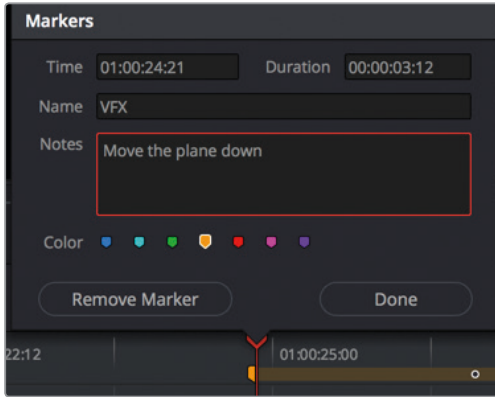 Markers
Time 01:00:24:21 Duration 00:00:03:12
Name VFX
Notes Move the plane down
Color
Remove Marker Done
22:12 01:00:25:00